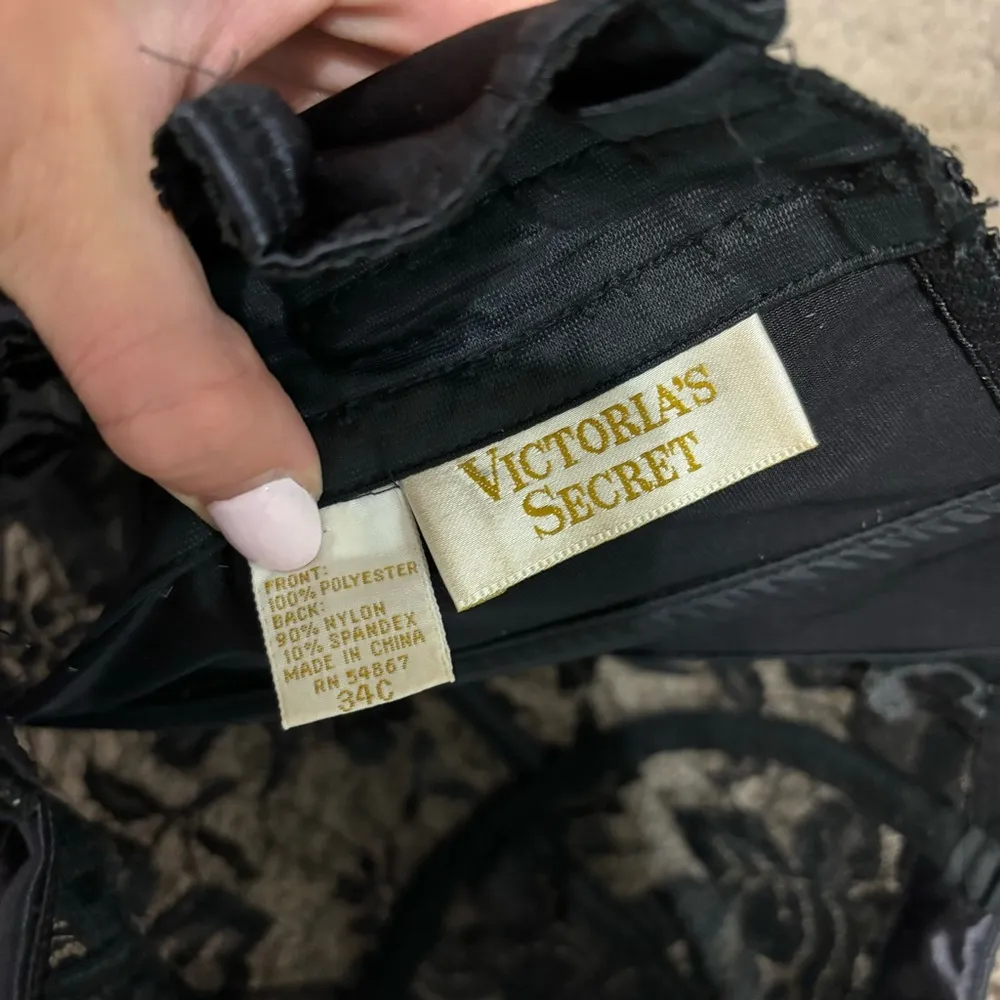 VICTORIA'S
SECRET
FRONT:
100% POLYESTER
BACK:
90% NYLON
10% SPANDEX
MADE IN CHINA
RN 54867
34C